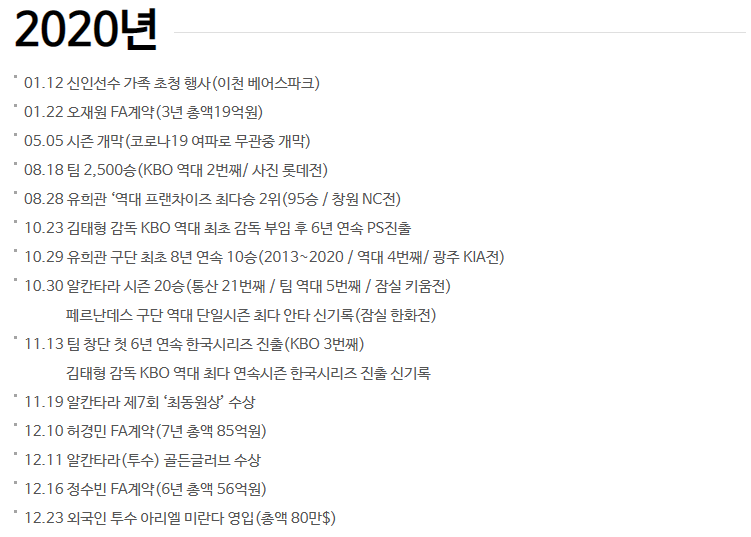 2020년
01.12 신인선수 가족 초청 행사(이천 베어스파크)
01.22 오재원 FA계약(3년 총액19억원)
05.05 시즌 개막(코로나19 여파로 무관중 개막)
08.18 팀 2,500승(KBO 역대 2번째/ 사진 롯데전)
08.28 유희관 ‘역대 프랜차이즈 최다승 2위(95승 / 창원 NC전)
10.23 김태형 감독 KBO 역대 최초 감독 부임 후 6년 연속 PS진출
10.29 유희관 구단 최초 8년 연속 10승(2013~2020 / 역대 4번째/ 광주 KIA전)
10.30 알칸타라 시즌 20승(통산 21번째 / 팀 역대 5번째 / 잠실 키움전)
페르난데스 구단 역대 단일시즌 최다 안타 신기록(잠실 한화전)
11.13 팀 창단 첫 6년 연속 한국시리즈 진출(KBO 3번째)
김태형 감독 KBO 역대 최다 연속시즌 한국시리즈 진출 신기록
11.19 알칸타라 제7회 ‘최동원상’ 수상
12.10 허경민 FA계약(7년 총액 85억원)
12.11 알칸타라(투수) 골든글러브 수상
12.16 정수빈 FA계약(6년 총액 56억원)
12.23 외국인 투수 아리엘 미란다 영입(총액 80만$)